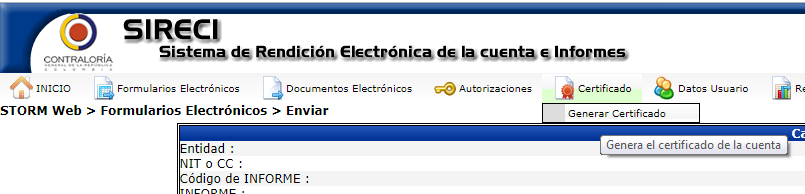 SIRECI
Sistema de Rendición Electrónica de la cuenta e Informes
CONTRALORÍA
GENERAL DE LA REPÚBLICA
COLOMBIA
INICIO Formularios Electrónicos Documentos Electrónicos Autorizaciones Certificado Datos Usuario Re
Generar Certificado
STORM Web > Formularios Electrónicos > Enviar
Ca
Genera el certificado de la cuenta
Entidad :
NIT o CC :
Código de INFORME :
INFORME :